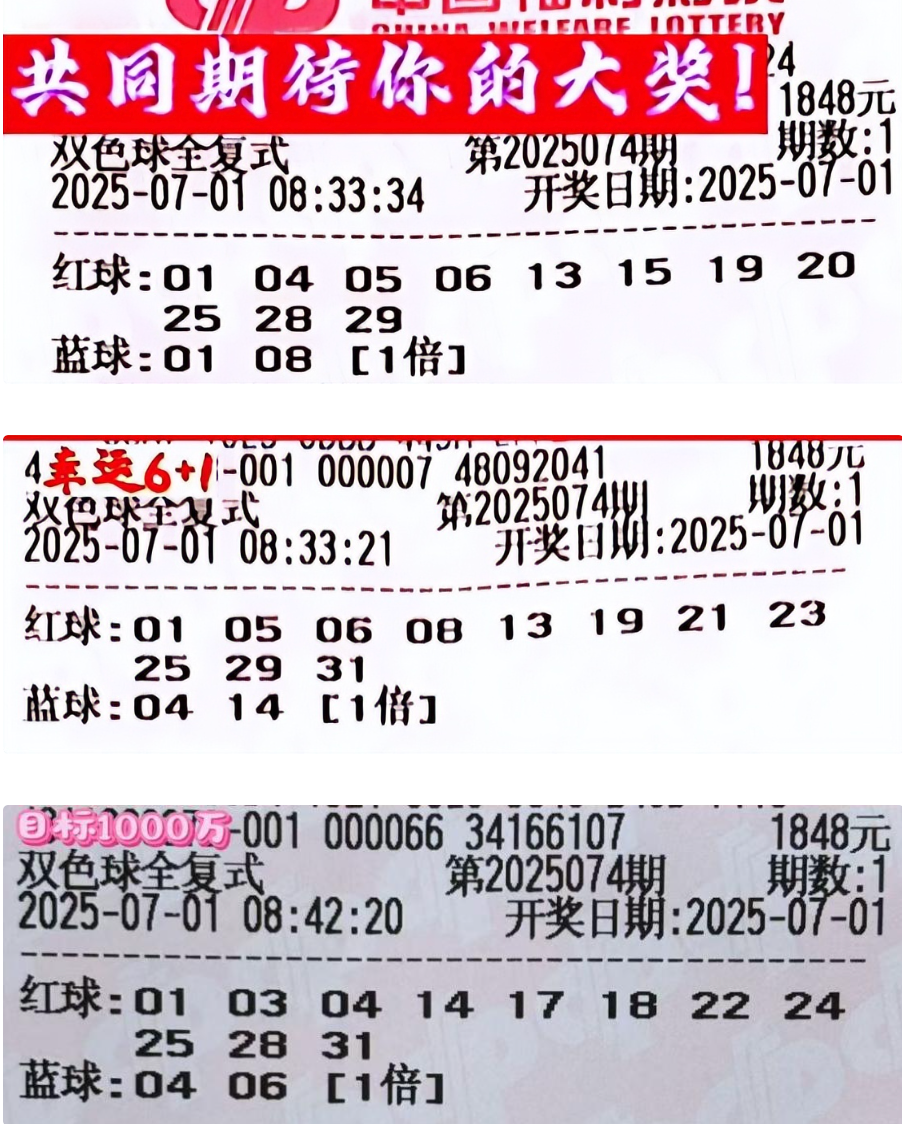 CHINA WELFARE LOTTERY
共同期待你的大奖!
24
1848元
双色球全复式 第2025074期 期数:1
2025-07-01 08:33:34 开奖日期:2025-07-01
红球:01 04 05 06 13 15 19 20
25 28 29
蓝球:01 08 [1倍]
4幸运6+1-001 000007 48092041 1848元
双色球全复式 第2025074期 期数:1
2025-07-01 08:33:21 开奖日期:2025-07-01
红球:01 05 06 08 13 19 21 23
25 29 31
蓝球:04 14 [1倍]
目标1000万-001 000066 34166107 1848元
双色球全复式 第2025074期 期数:1
2025-07-01 08:42:20 开奖日期:2025-07-01
红球:01 03 04 14 17 18 22 24
25 28 31
蓝球:04 06 [1倍]